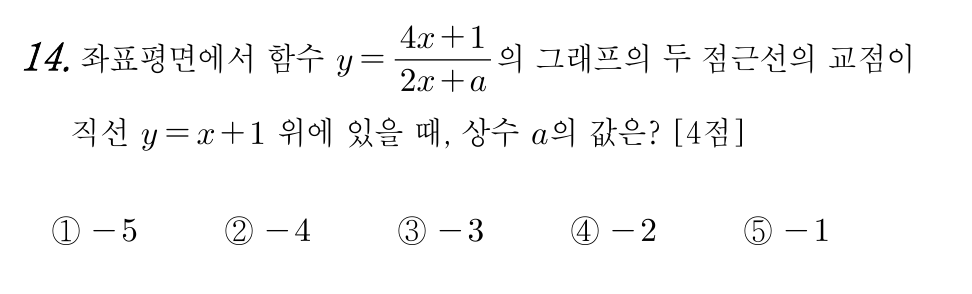 14. 좌표평면에서 함수 y = (4x+1)/(2x+a) 의 그래프의 두 점근선의 교점이
직선 y = x+1 위에 있을 때, 상수 a의 값은? [4점]
① -5 ② -4 ③ -3 ④ -2 ⑤ -1